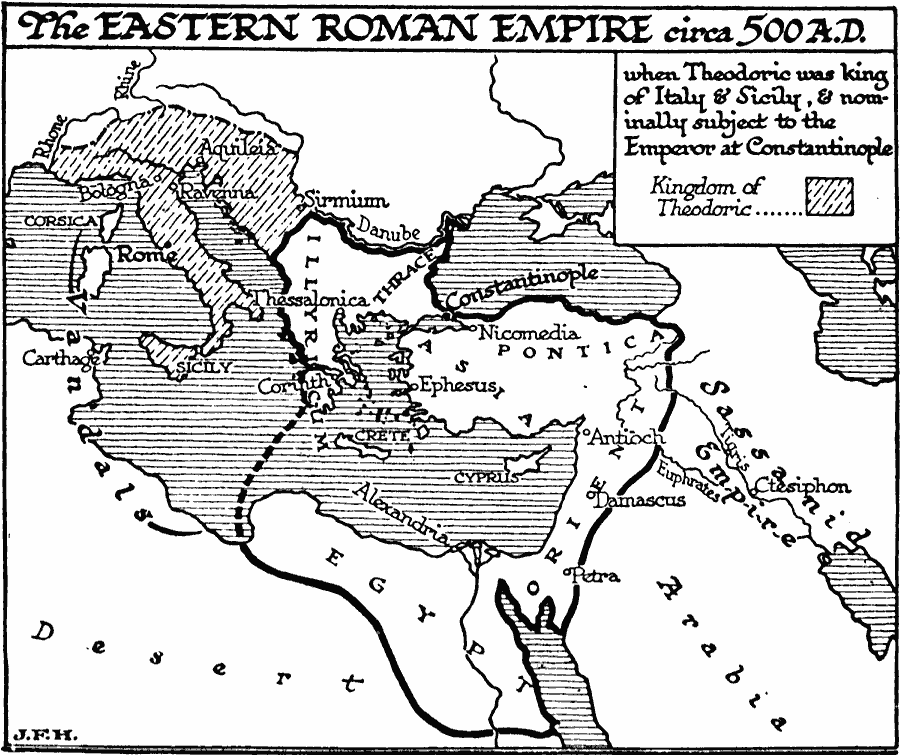 The EASTERN ROMAN EMPIRE circa 500 A.D.
when Theodoric was king
of Italy & Sicily, & nom-
inally subject to the
Emperor at Constantinople
Kingdom of
Theodoric........
Rhine
Rhone
Aquileia
Bologna
Ravenna
Sirmium
Danube
CORSICA
Rome
ILLYRICUM
THRACE
Constantinople
Thessalonica
Nicomedia
PONTICA
Vandals
Carthage
SICILY
Corinth
ASIA
Ephesus
CRETE
CYPRUS
Antioch
ORIENT
Sassanid
Empire
Tigris
Euphrates
Ctesiphon
Damascus
Alexandria
EGYPT
Petra
Arabia
Desert
J.F.H.